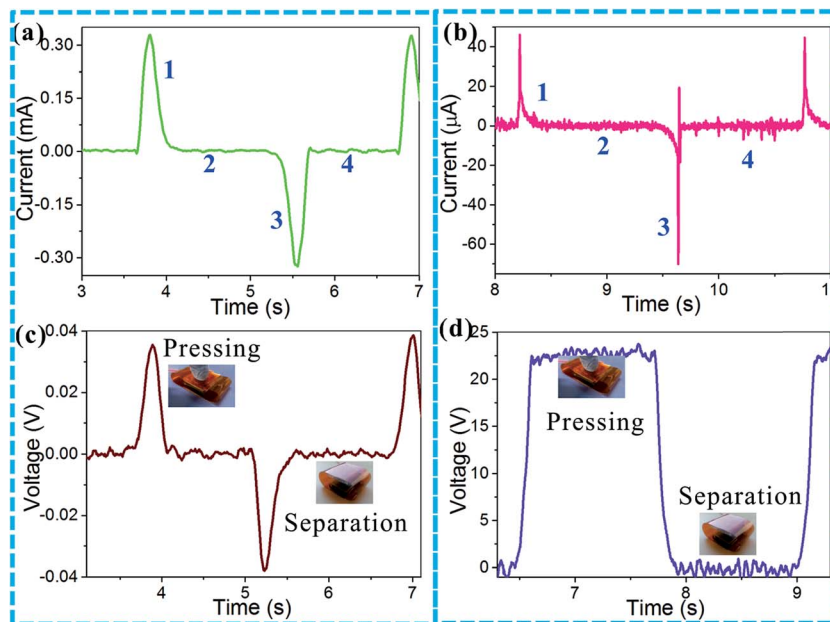 (a)
0.30
0.15
0.00
-0.15
-0.30
Current (mA)
1
2
3
4
3 4 5 6 7
Time (s)
(b)
40
20
0
-20
-40
-60
Current (μA)
1
2
3
4
8 9 10 1
Time (s)
(c)
0.04
0.02
0.00
-0.02
-0.04
Voltage (V)
Pressing
Separation
4 5 6 7
Time (s)
(d)
25
20
15
10
5
0
Voltage (V)
Pressing
Separation
7 8 9
Time (s)